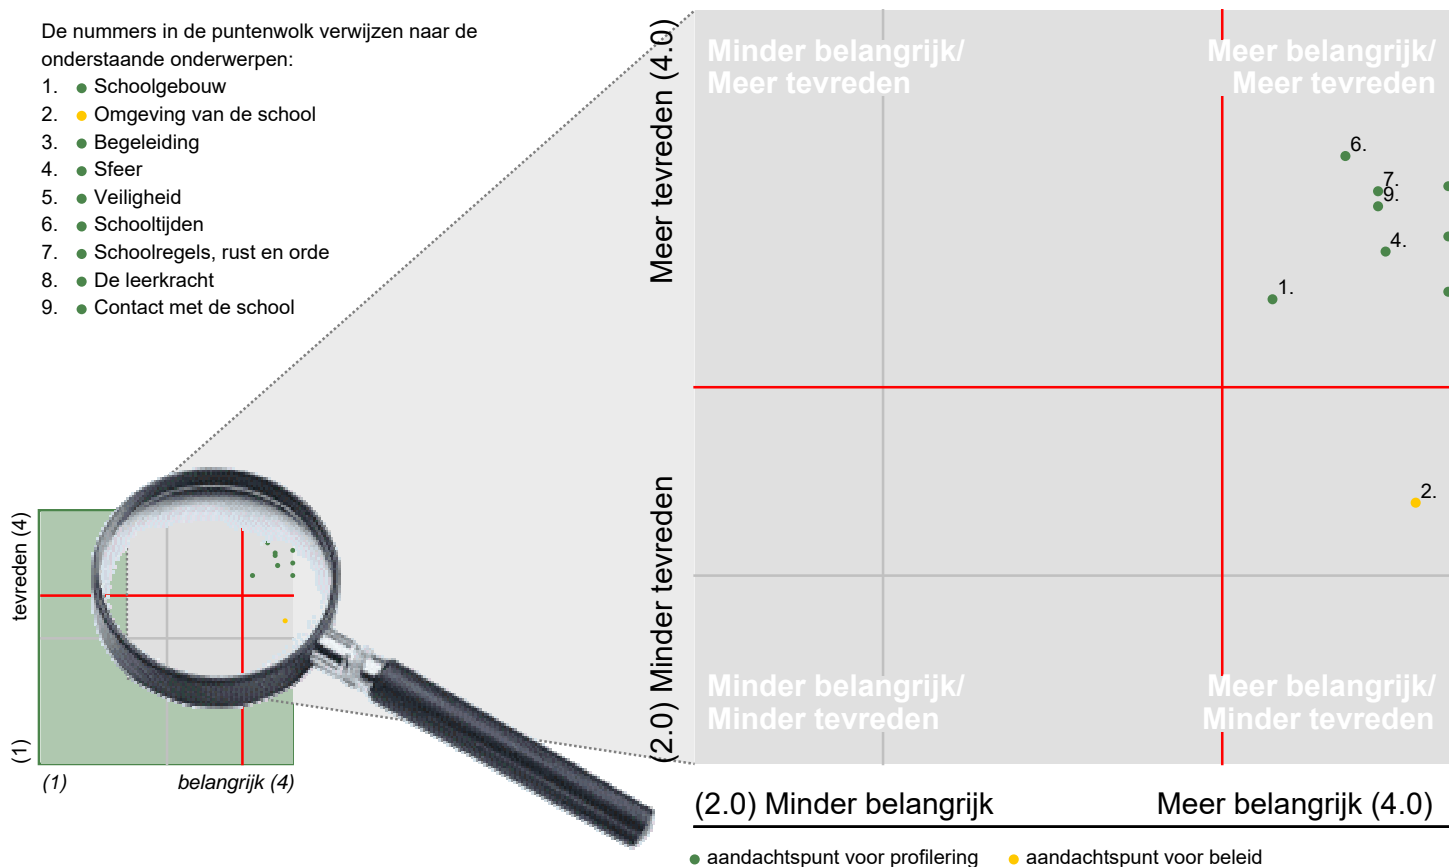 De nummers in de puntenwolk verwijzen naar de
onderstaande onderwerpen:
1. Schoolgebouw
2. Omgeving van de school
3. Begeleiding
4. Sfeer
5. Veiligheid
6. Schooltijden
7. Schoolregels, rust en orde
8. De leerkracht
9. Contact met de school
Meer tevreden (4.0)
(2.0) Minder tevreden
Minder belangrijk/
Meer tevreden
Meer belangrijk/
Meer tevreden
6.
7.
9.
4.
1.
2.
Minder belangrijk/
Minder tevreden
Meer belangrijk/
Minder tevreden
(2.0) Minder belangrijk
Meer belangrijk (4.0)
aandachtspunt voor profilering
aandachtspunt voor beleid
tevreden (4)
(1)
(1)
belangrijk (4)